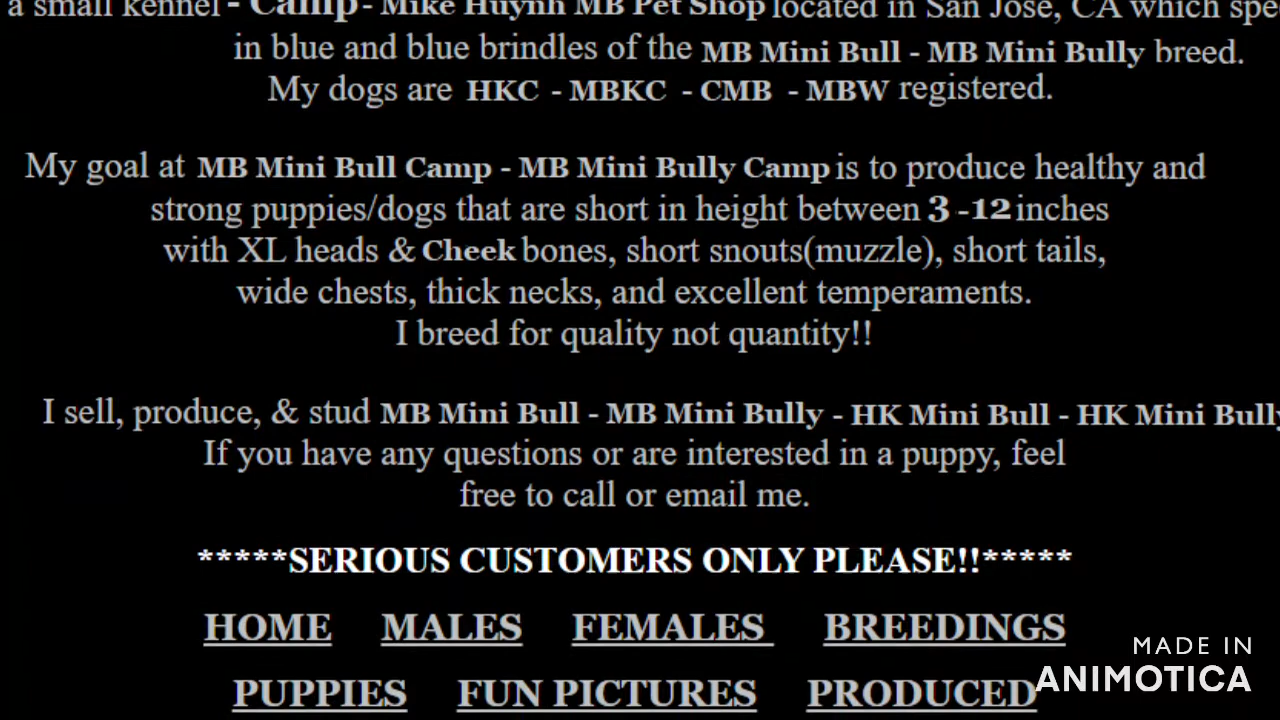 a small kennel - Camp - Mike Huynh MB Pet Shop located in San Jose, CA which spe
in blue and blue brindles of the MB Mini Bull - MB Mini Bully breed.
My dogs are HKC - MBKC - CMB - MBW registered.
My goal at MB Mini Bull Camp - MB Mini Bully Camp is to produce healthy and
strong puppies/dogs that are short in height between 3 -12 inches
with XL heads & Cheek bones, short snouts(muzzle), short tails,
wide chests, thick necks, and excellent temperaments.
I breed for quality not quantity!!
I sell, produce, & stud MB Mini Bull - MB Mini Bully - HK Mini Bull - HK Mini Bully
If you have any questions or are interested in a puppy, feel
free to call or email me.
*****SERIOUS CUSTOMERS ONLY PLEASE!!*****
HOME MALES FEMALES BREEDINGS
PUPPIES FUN PICTURES PRODUCED
MADE IN
ANIMOTICA